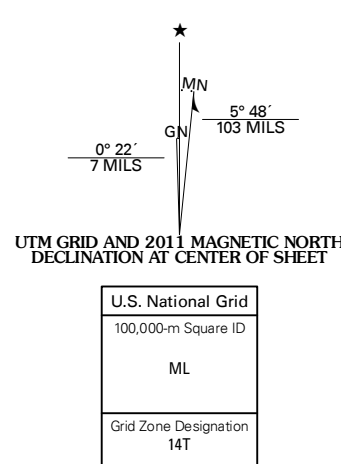 ★
MN
GN
5° 48´
103 MILS
0° 22´
7 MILS
UTM GRID AND 2011 MAGNETIC NORTH
DECLINATION AT CENTER OF SHEET
U.S. National Grid
100,000-m Square ID
ML
Grid Zone Designation
14T